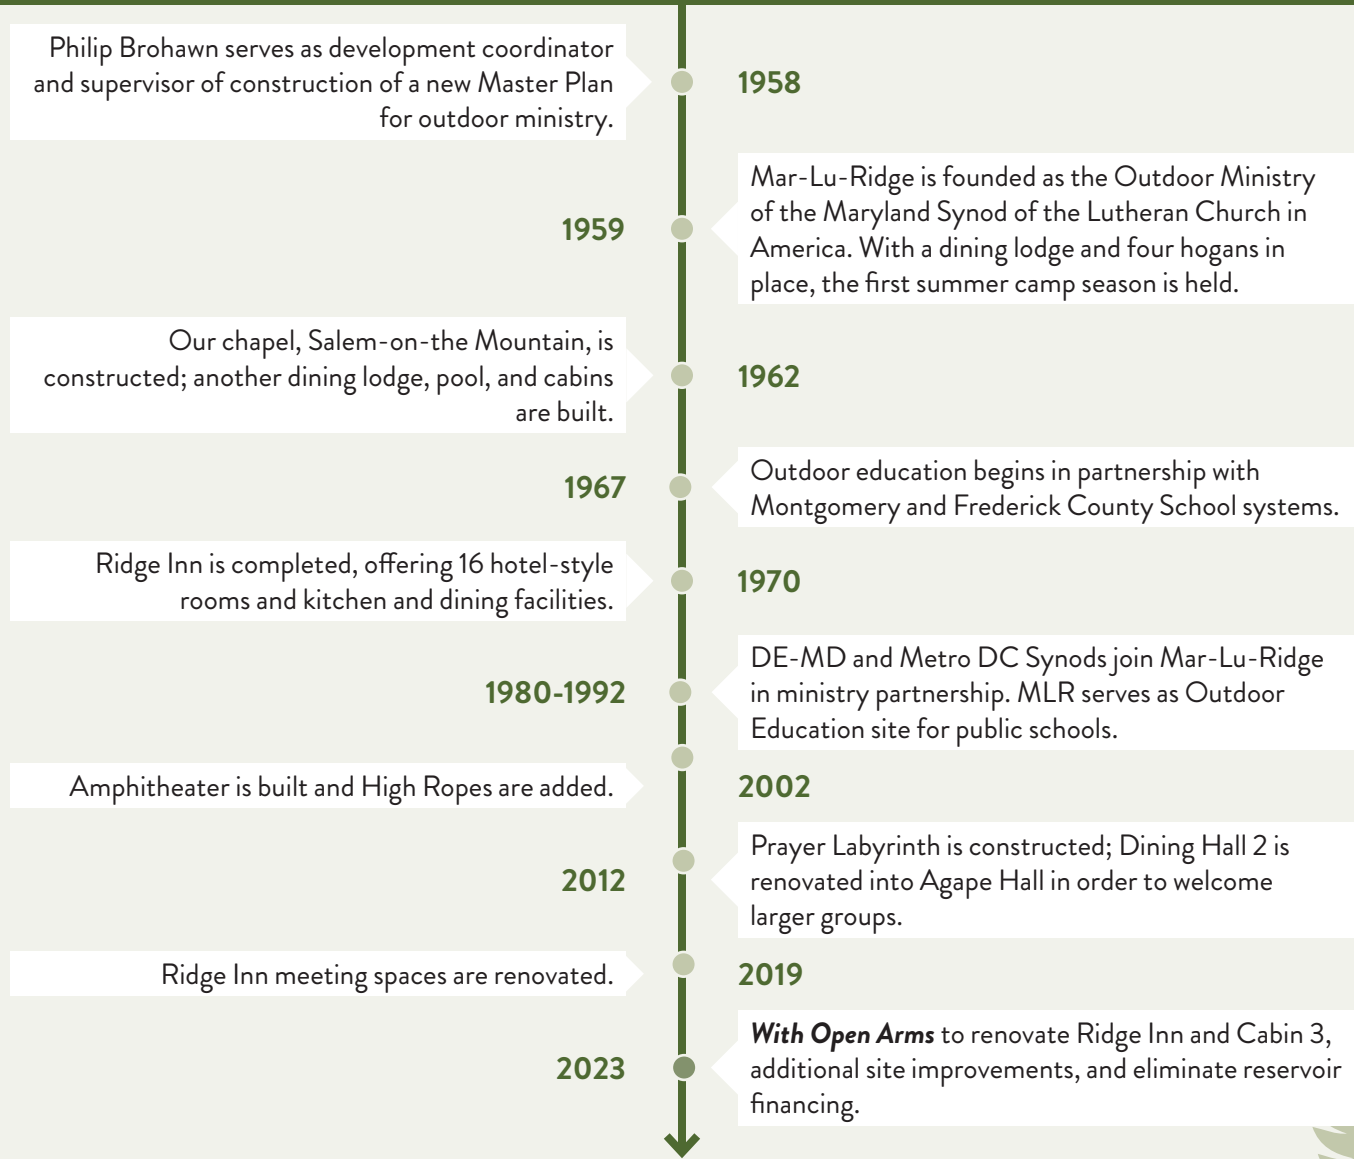 Philip Brohawn serves as development coordinator
and supervisor of construction of a new Master Plan
for outdoor ministry.
1958
1959
Mar-Lu-Ridge is founded as the Outdoor Ministry
of the Maryland Synod of the Lutheran Church in
America. With a dining lodge and four hogans in
place, the first summer camp season is held.
Our chapel, Salem-on-the Mountain, is
constructed; another dining lodge, pool, and cabins
are built.
1962
1967
Outdoor education begins in partnership with
Montgomery and Frederick County School systems.
Ridge Inn is completed, offering 16 hotel-style
rooms and kitchen and dining facilities.
1970
1980-1992
DE-MD and Metro DC Synods join Mar-Lu-Ridge
in ministry partnership. MLR serves as Outdoor
Education site for public schools.
Amphitheater is built and High Ropes are added.
2002
2012
Prayer Labyrinth is constructed; Dining Hall 2 is
renovated into Agape Hall in order to welcome
larger groups.
Ridge Inn meeting spaces are renovated.
2019
2023
With Open Arms to renovate Ridge Inn and Cabin 3,
additional site improvements, and eliminate reservoir
financing.